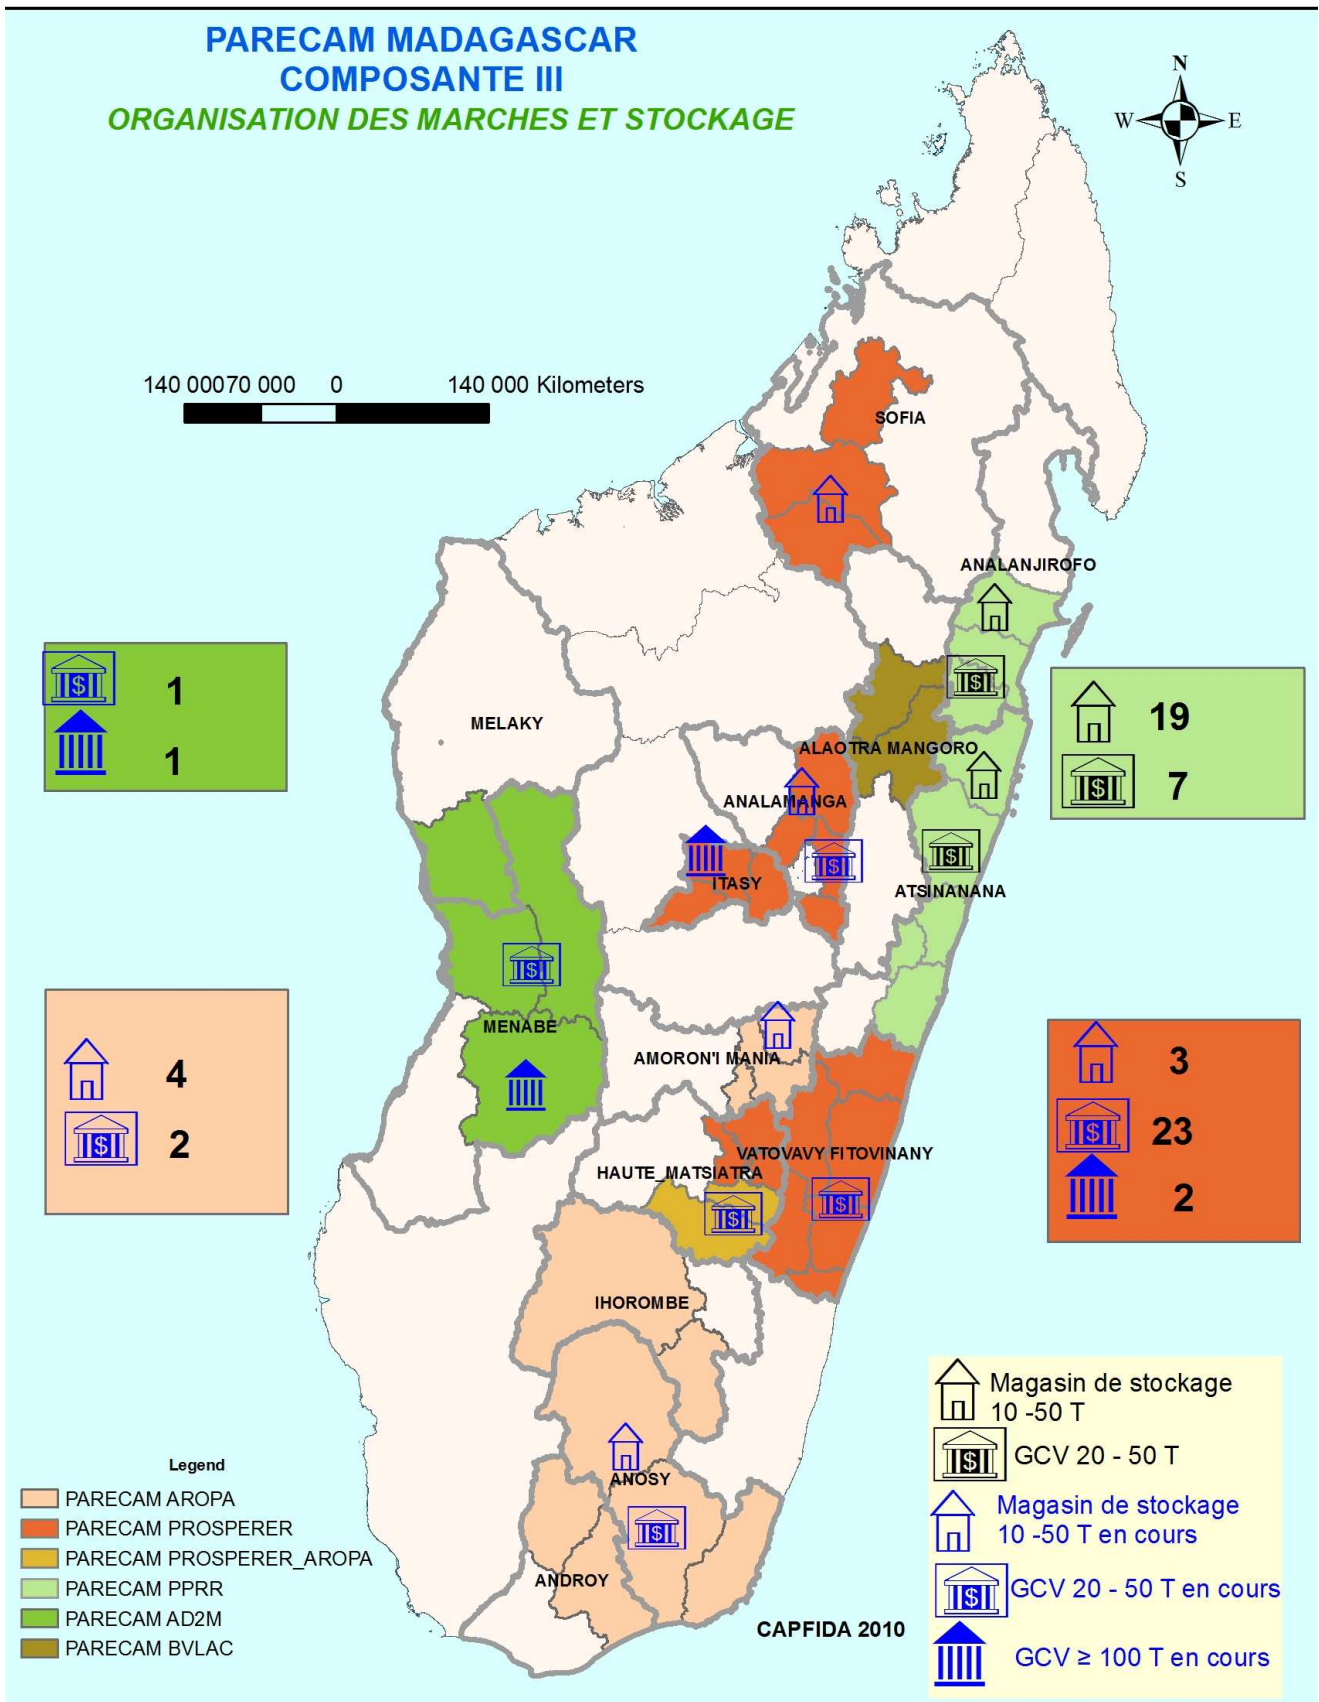 PARECAM MADAGASCAR
COMPOSANTE III
ORGANISATION DES MARCHES ET STOCKAGE
N
W
E
S
140 00070 000 0 140 000 Kilometers
SOFIA
ANALANJIROFO
MELAKY
ALAOTRA MANGORO
ANALAMANGA
ITASY
ATSINANANA
MENABE
AMORON'I MANIA
VATOVAVY FITOVINANY
HAUTE_MATSIATRA
IHOROMBE
ANOSY
ANDROY
$ 1
1
19
$ 7
4
$ 2
3
$ 23
2
$
$
$
$
$
$
$
Legend
PARECAM AROPA
PARECAM PROSPERER
PARECAM PROSPERER_AROPA
PARECAM PPRR
PARECAM AD2M
PARECAM BVLAC
CAPFIDA 2010
Magasin de stockage
10 -50 T
$ GCV 20 - 50 T
Magasin de stockage
10 -50 T en cours
$ GCV 20 - 50 T en cours
GCV ≥ 100 T en cours